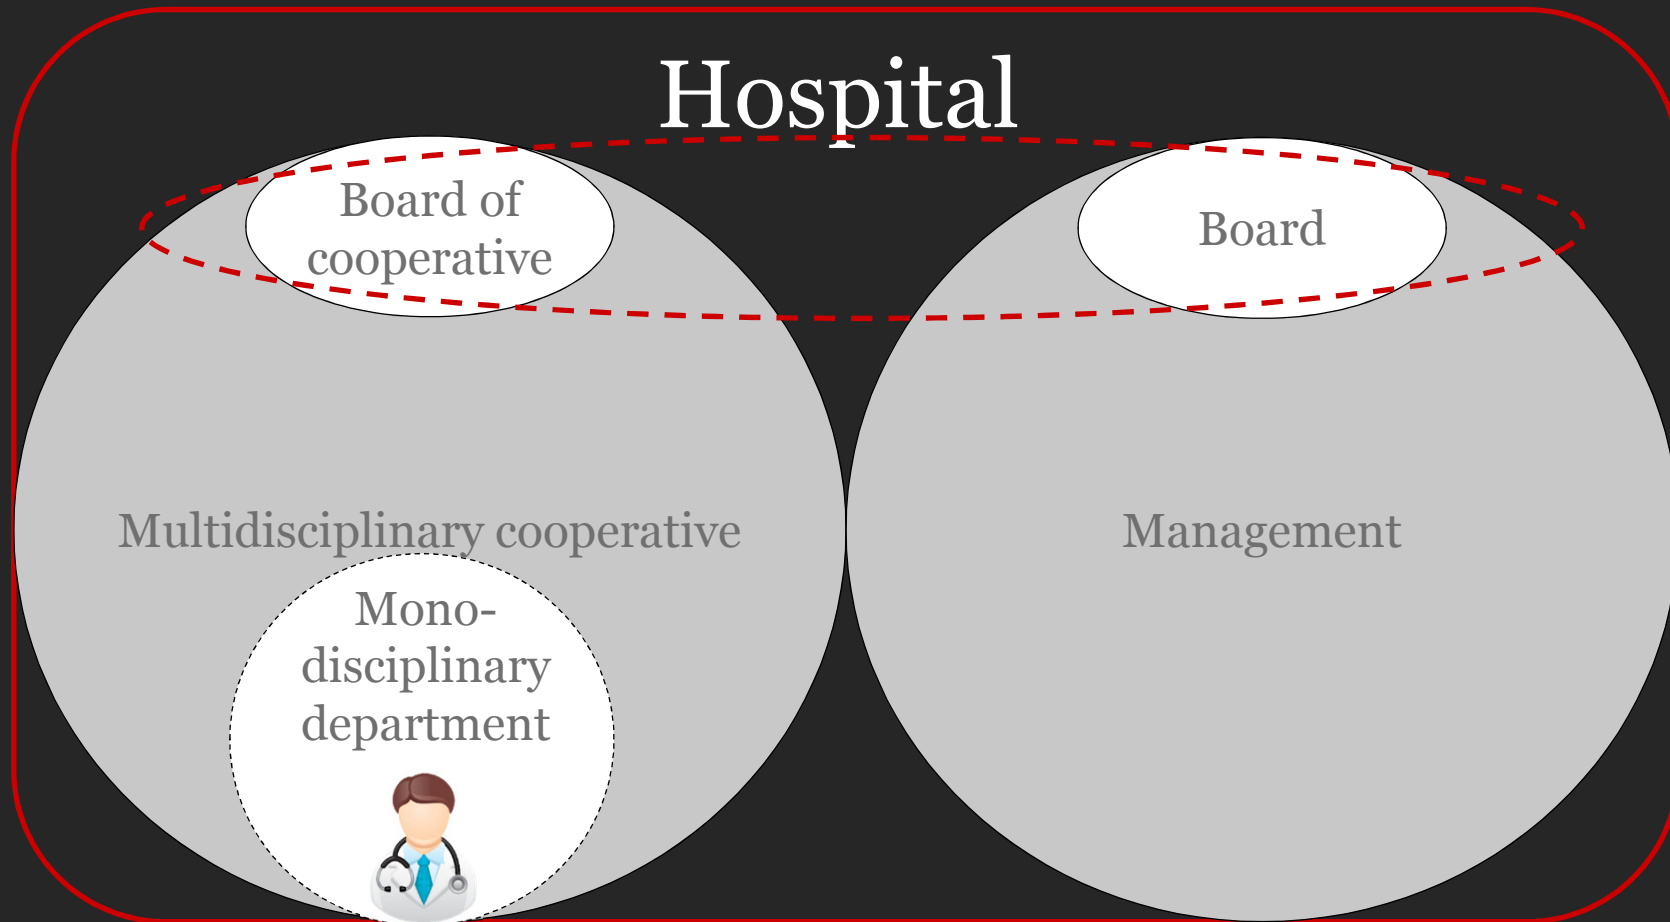 Hospital
Board of
cooperative
Board
Multidisciplinary cooperative
Management
Mono-
disciplinary
department